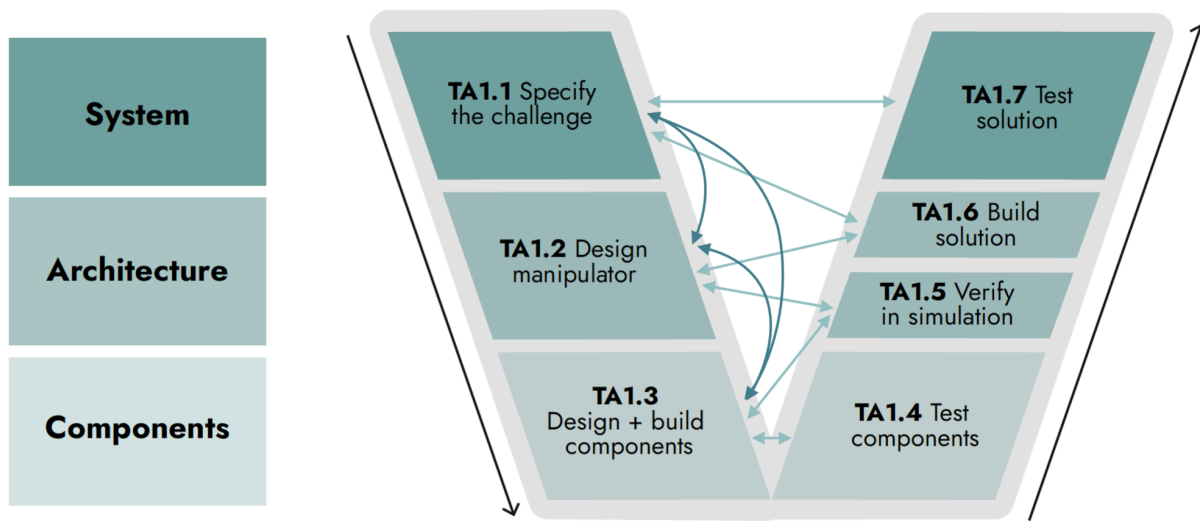 System
Architecture
Components
TA1.1 Specify
the challenge
TA1.2 Design
manipulator
TA1.3
Design + build
components
TA1.7 Test
solution
TA1.6 Build
solution
TA1.5 Verify
in simulation
TA1.4 Test
components